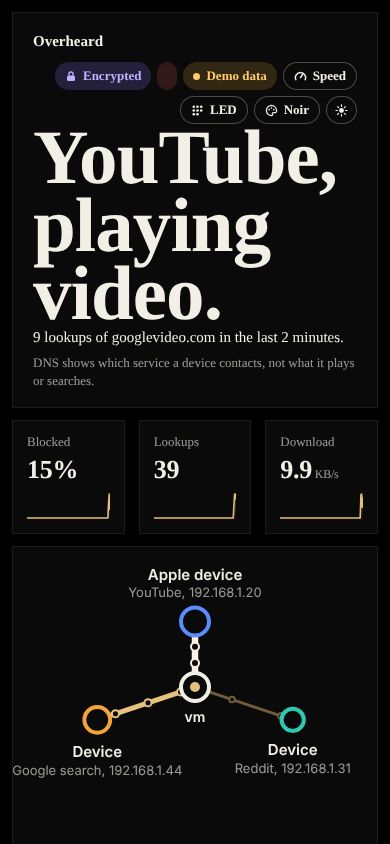 Overheard
Encrypted
Demo data
Speed
LED
Noir
YouTube,
playing
video.
9 lookups of googlevideo.com in the last 2 minutes.
DNS shows which service a device contacts, not what it plays
or searches.
Blocked
15%
Lookups
39
Download
9.9 KB/s
Apple device
YouTube, 192.168.1.20
vm
Device
Google search, 192.168.1.44
Device
Reddit, 192.168.1.31